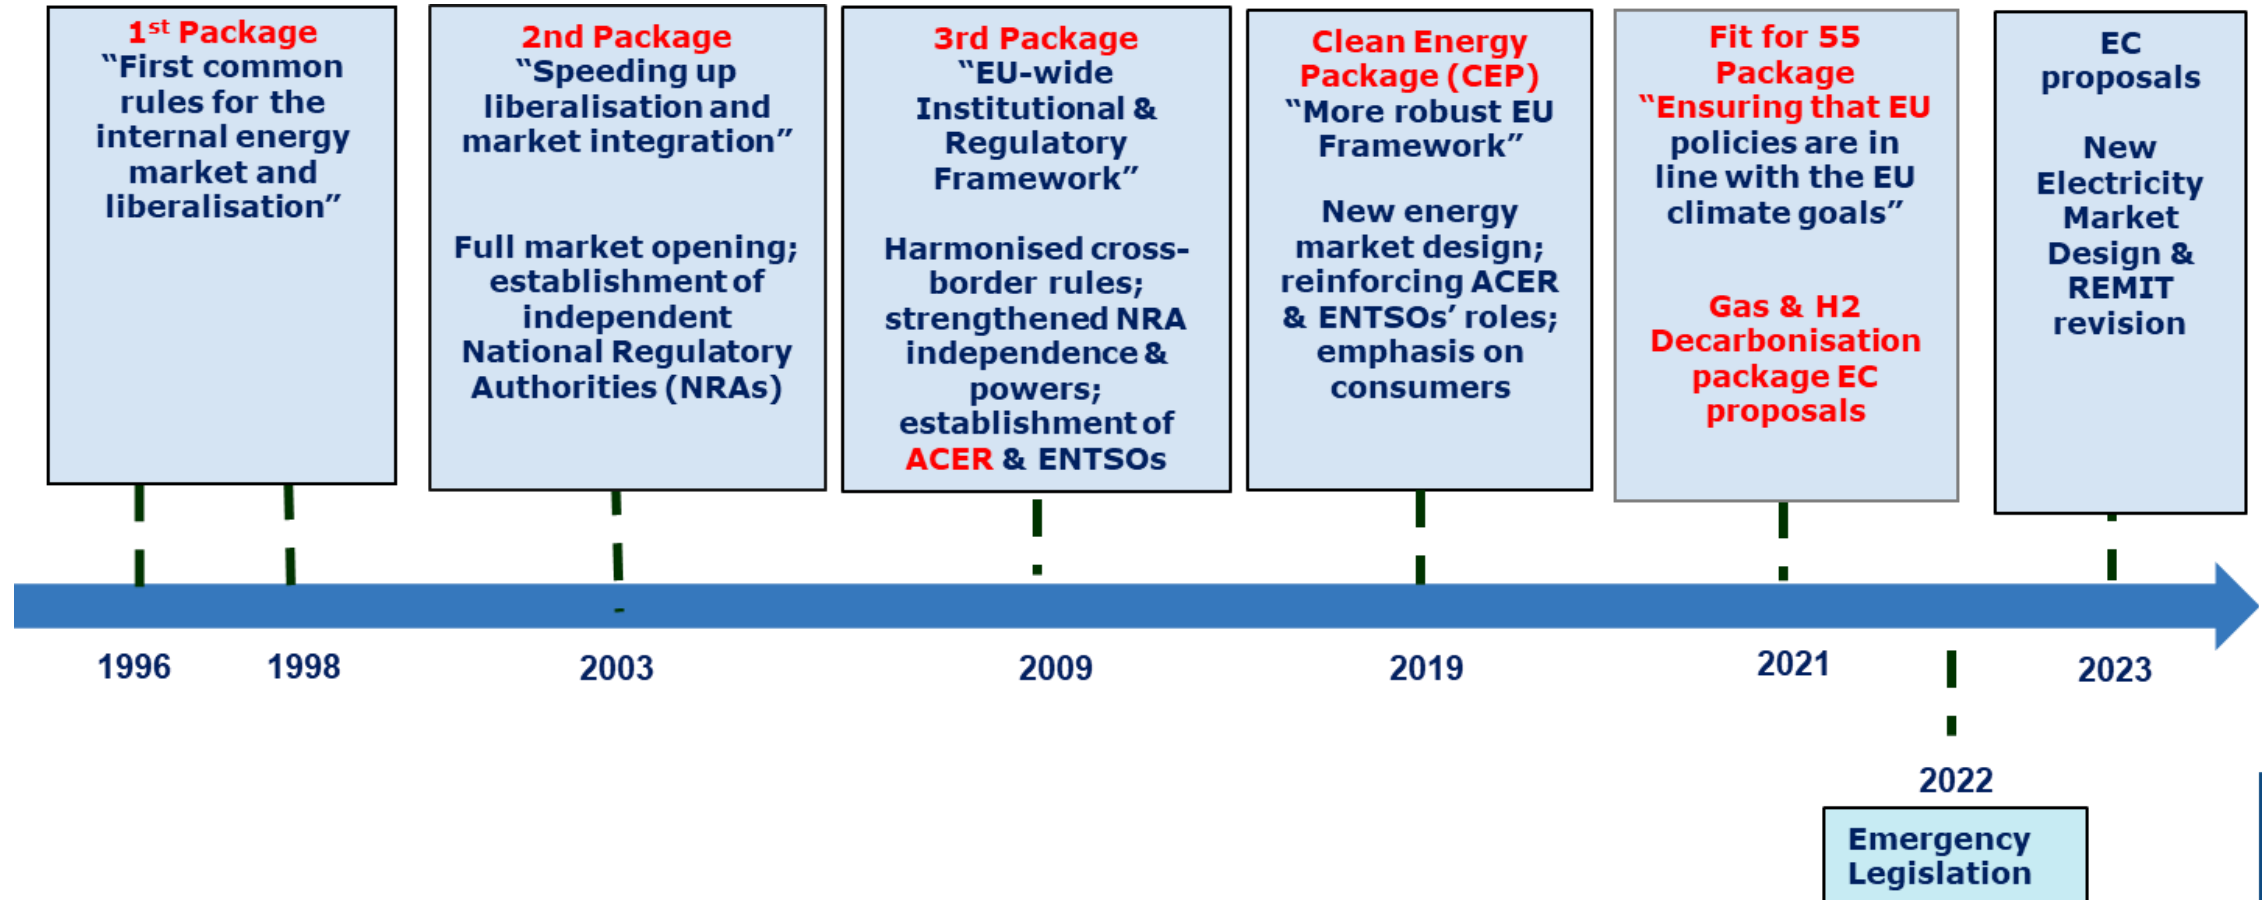 1st Package
“First common
rules for the
internal energy
market and
liberalisation”
2nd Package
“Speeding up
liberalisation and
market integration”
Full market opening;
establishment of
independent
National Regulatory
Authorities (NRAs)
3rd Package
“EU-wide
Institutional &
Regulatory
Framework”
Harmonised cross-
border rules;
strengthened NRA
independence &
powers;
establishment of
ACER & ENTSOs
Clean Energy
Package (CEP)
“More robust EU
Framework”
New energy
market design;
reinforcing ACER
& ENTSOs’ roles;
emphasis on
consumers
Fit for 55
Package
“Ensuring that EU
policies are in
line with the EU
climate goals”
Gas & H2
Decarbonisation
package EC
proposals
EC
proposals
New
Electricity
Market
Design &
REMIT
revision
1996
1998
2003
2009
2019
2021
2023
2022
Emergency
Legislation